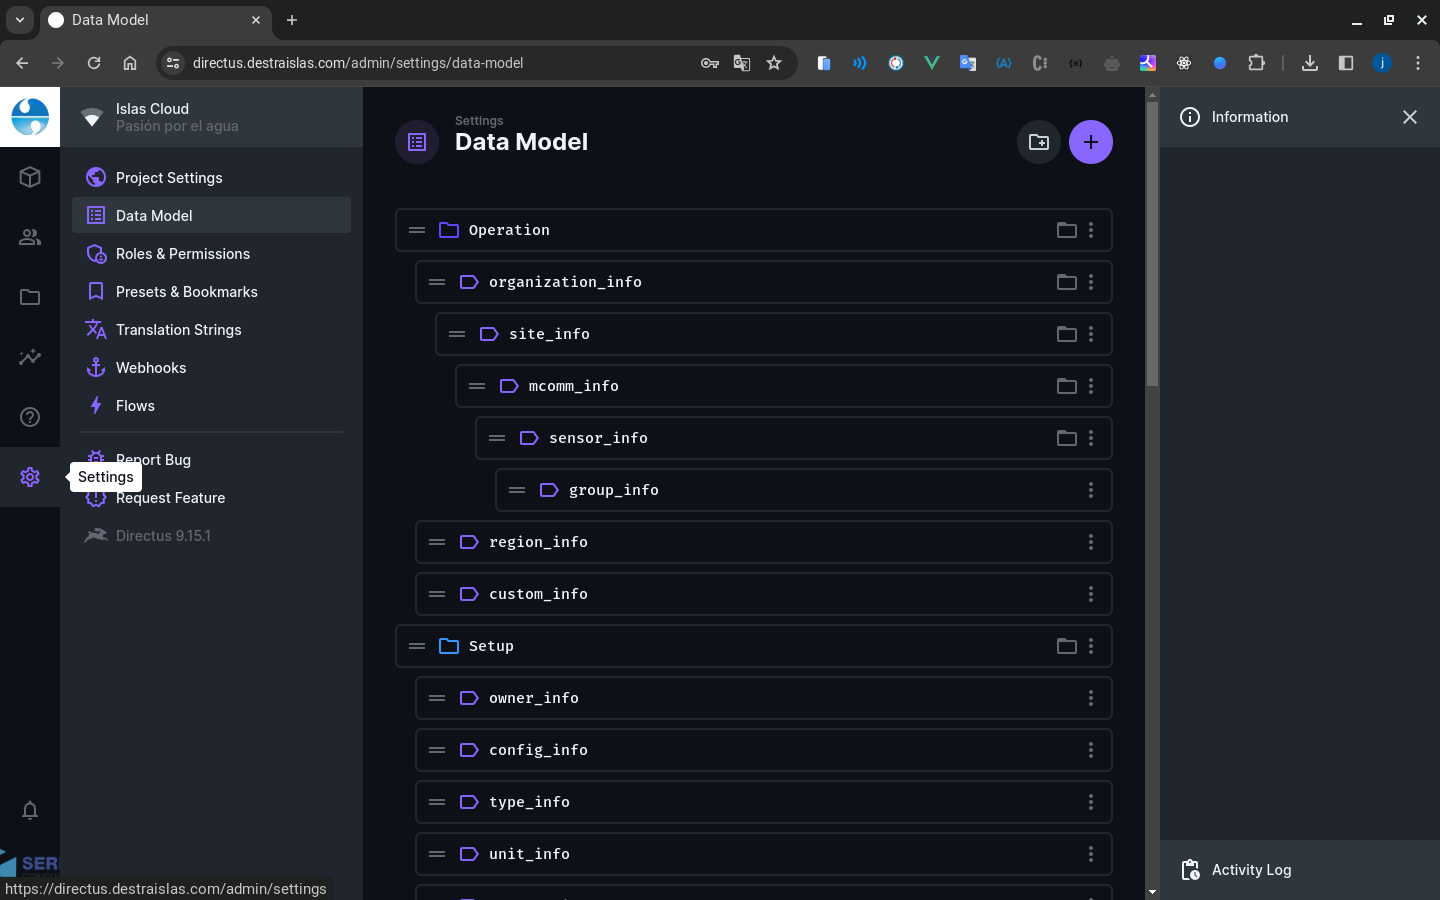 Data Model
directus.destraislas.com/admin/settings/data-model
j
Islas Cloud
Pasión por el agua
Project Settings
Data Model
Roles & Permissions
Presets & Bookmarks
Translation Strings
Webhooks
Flows
Report Bug
Settings
Request Feature
Directus 9.15.1
Settings
Data Model
Operation
organization_info
site_info
mcomm_info
sensor_info
group_info
region_info
custom_info
Setup
owner_info
config_info
type_info
unit_info
Information
Activity Log
https://directus.destraislas.com/admin/settings